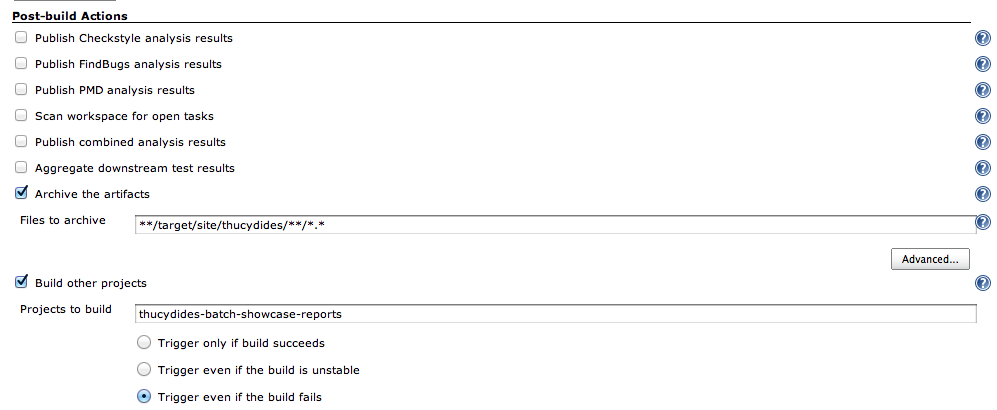 Post-build Actions
Publish Checkstyle analysis results
Publish FindBugs analysis results
Publish PMD analysis results
Scan workspace for open tasks
Publish combined analysis results
Aggregate downstream test results
Archive the artifacts
Files to archive **/target/site/thucydides/**/*.*
Advanced...
Build other projects
Projects to build thucydides-batch-showcase-reports
Trigger only if build succeeds
Trigger even if the build is unstable
Trigger even if the build fails